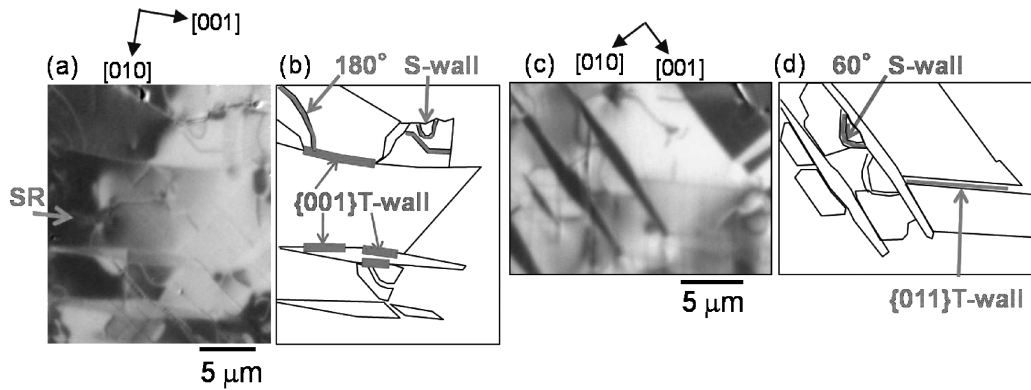 [001]
[010]
(a)
SR
5 μm
(b)
180° S-wall
{001}T-wall
[010]
[001]
(c)
5 μm
(d)
60° S-wall
{011}T-wall